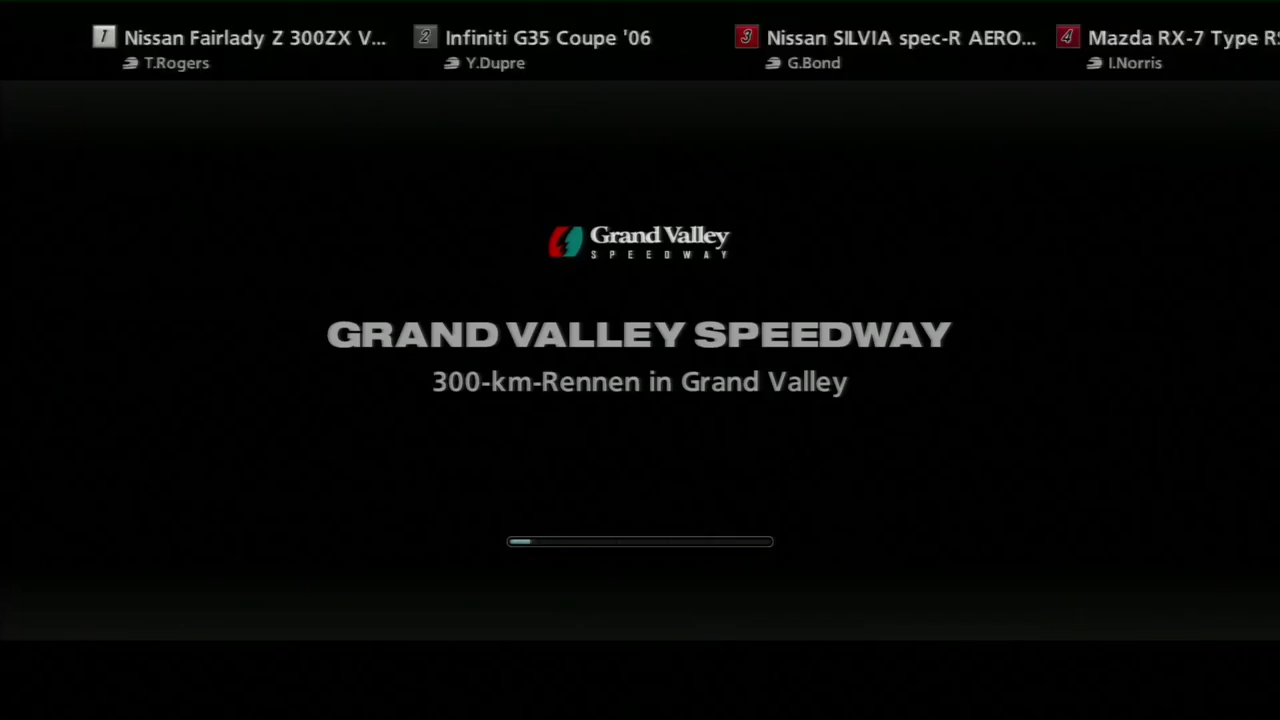 1 Nissan Fairlady Z 300ZX V... 2 Infiniti G35 Coupe '06 3 Nissan SILVIA spec-R AERO... 4 Mazda RX-7 Type RS
T.Rogers Y.Dupre G.Bond I.Norris
Grand Valley
SPEEDWAY
GRAND VALLEY SPEEDWAY
300-km-Rennen in Grand Valley